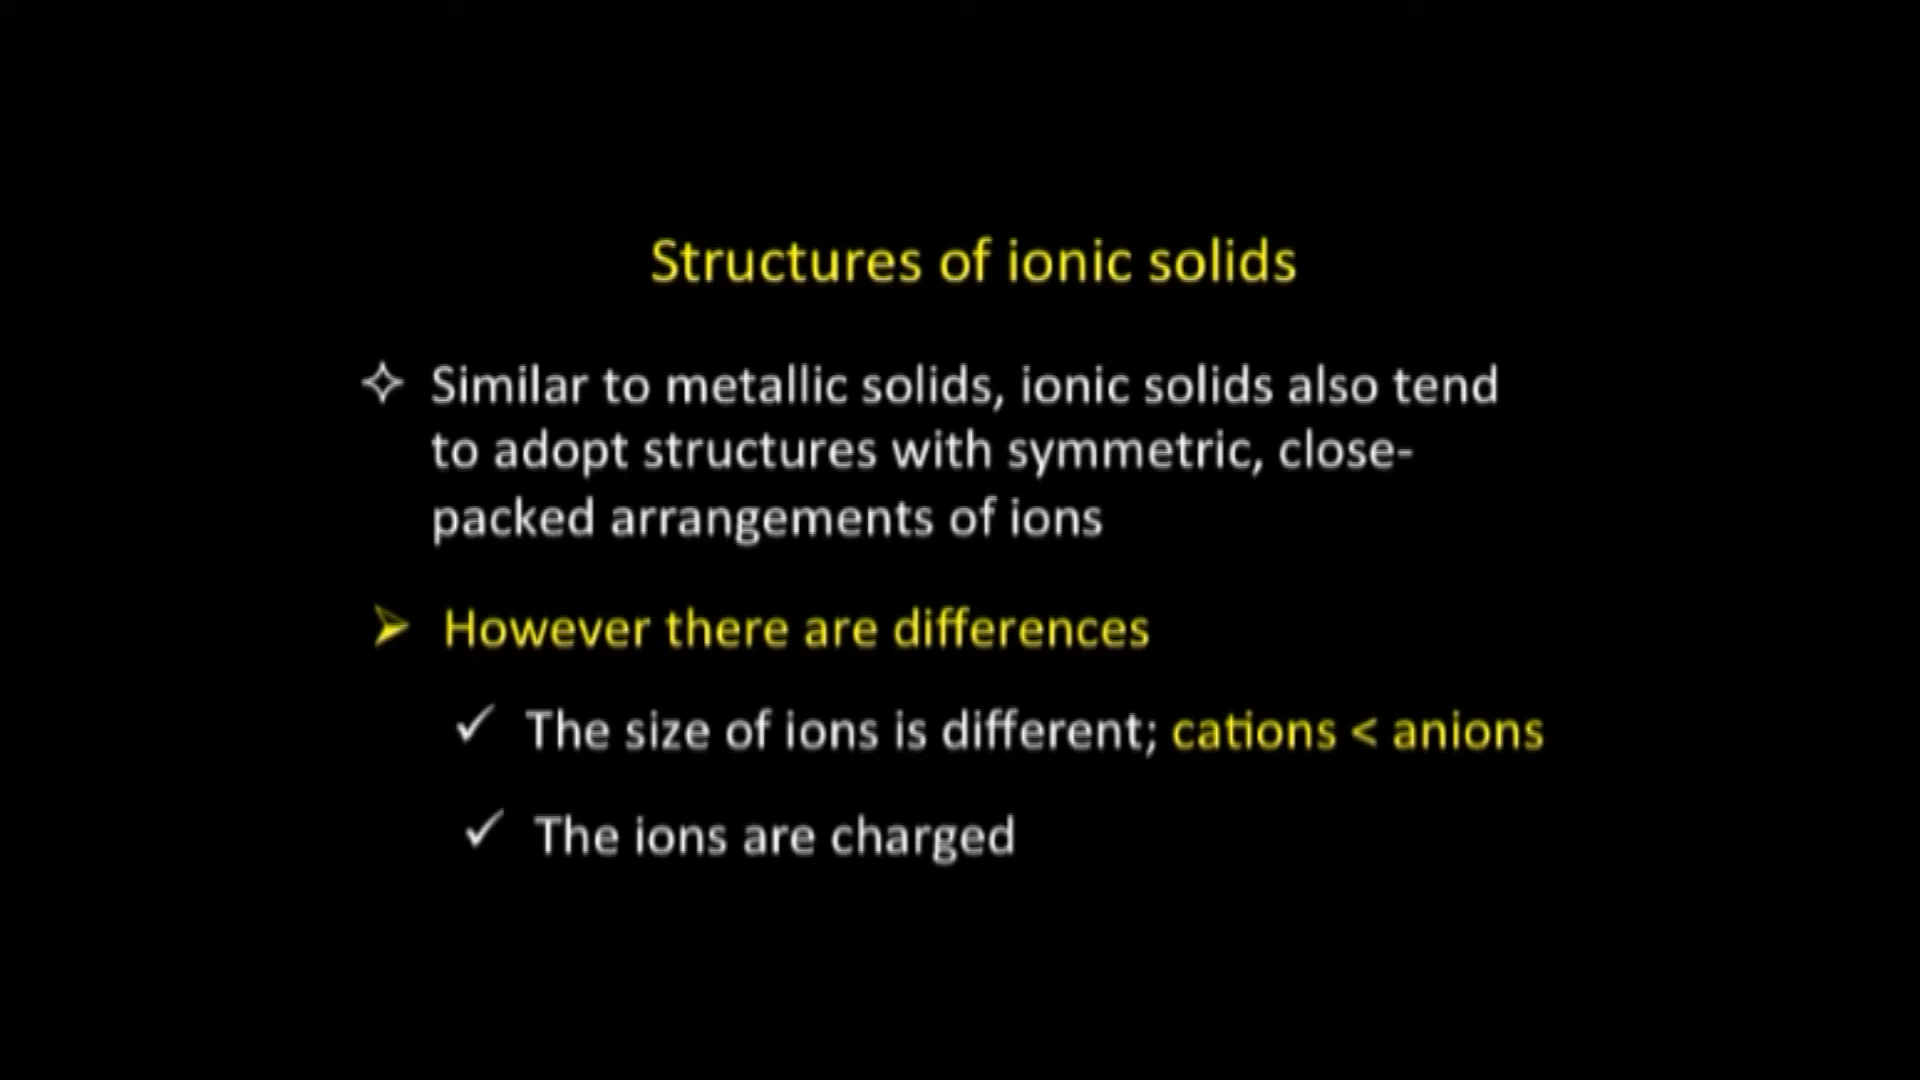 Structures of ionic solids
✧ Similar to metallic solids, ionic solids also tend
to adopt structures with symmetric, close-
packed arrangements of ions
➢ However there are differences
✓ The size of ions is different; cations < anions
✓ The ions are charged